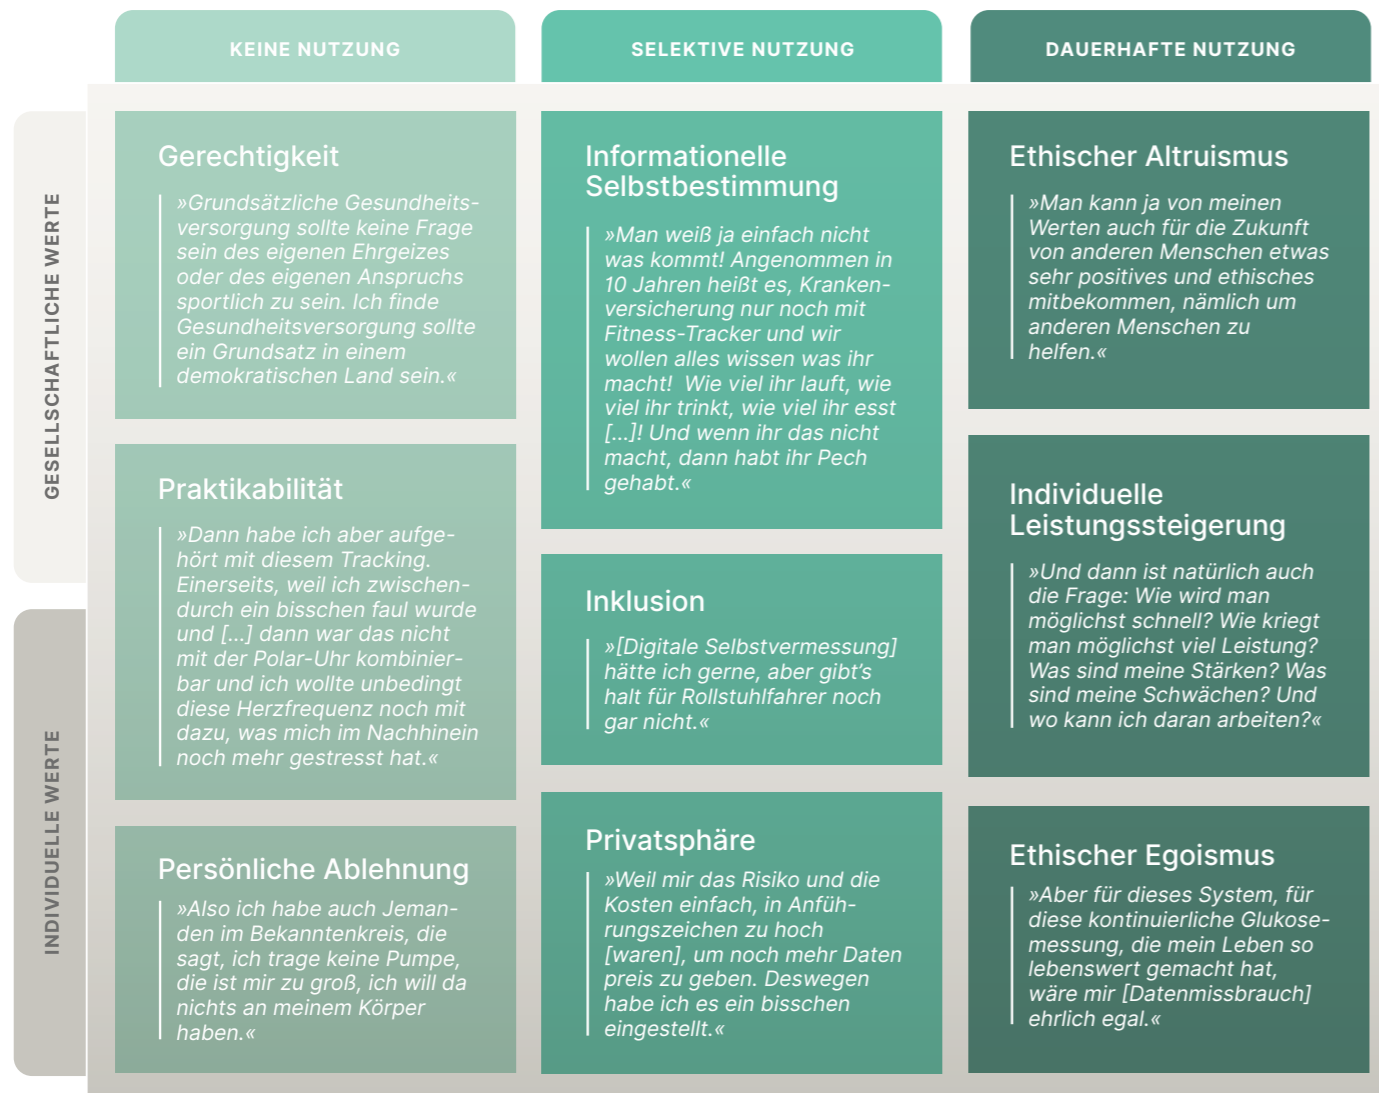 KEINE NUTZUNG
SELEKTIVE NUTZUNG
DAUERHAFTE NUTZUNG
GESELLSCHAFTLICHE WERTE
INDIVIDUELLE WERTE
Gerechtigkeit
»Grundsätzliche Gesundheits-
versorgung sollte keine Frage
sein des eigenen Ehrgeizes
oder des eigenen Anspruchs
sportlich zu sein. Ich finde
Gesundheitsversorgung sollte
ein Grundsatz in einem
demokratischen Land sein.«
Praktikabilität
»Dann habe ich aber aufge-
hört mit diesem Tracking.
Einerseits, weil ich zwischen-
durch ein bisschen faul wurde
und [...] dann war das nicht
mit der Polar-Uhr kombinier-
bar und ich wollte unbedingt
diese Herzfrequenz noch mit
dazu, was mich im Nachhinein
noch mehr gestresst hat.«
Persönliche Ablehnung
»Also ich habe auch Jeman-
den im Bekanntenkreis, die
sagt, ich trage keine Pumpe,
die ist mir zu groß, ich will da
nichts an meinem Körper
haben.«
Informationelle
Selbstbestimmung
»Man weiß ja einfach nicht
was kommt! Angenommen in
10 Jahren heißt es, Kranken-
versicherung nur noch mit
Fitness-Tracker und wir
wollen alles wissen was ihr
macht!  Wie viel ihr lauft, wie
viel ihr trinkt, wie viel ihr esst
[...]! Und wenn ihr das nicht
macht, dann habt ihr Pech
gehabt.«
Inklusion
»[Digitale Selbstvermessung]
hätte ich gerne, aber gibt's
halt für Rollstuhlfahrer noch
gar nicht.«
Privatsphäre
»Weil mir das Risiko und die
Kosten einfach, in Anfüh-
rungszeichen zu hoch
[waren], um noch mehr Daten
preis zu geben. Deswegen
habe ich es ein bisschen
eingestellt.«
Ethischer Altruismus
»Man kann ja von meinen
Werten auch für die Zukunft
von anderen Menschen etwas
sehr positives und ethisches
mitbekommen, nämlich um
anderen Menschen zu
helfen.«
Individuelle
Leistungssteigerung
»Und dann ist natürlich auch
die Frage: Wie wird man
möglichst schnell? Wie kriegt
man möglichst viel Leistung?
Was sind meine Stärken? Was
sind meine Schwächen? Und
wo kann ich daran arbeiten?«
Ethischer Egoismus
»Aber für dieses System, für
diese kontinuierliche Glukose-
messung, die mein Leben so
lebenswert gemacht hat,
wäre mir [Datenmissbrauch]
ehrlich egal.«